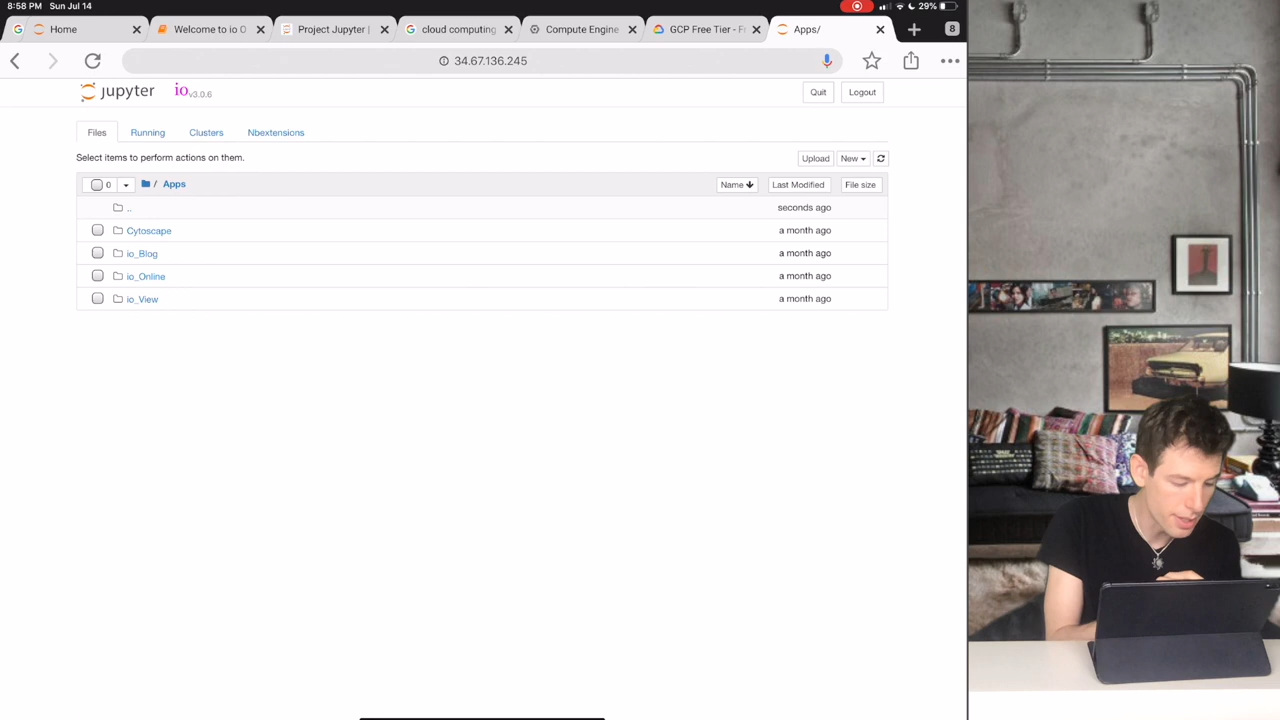 8:58 PM Sun Jul 14 29%
Home Welcome to io O Project Jupyter | cloud computing Compute Engine GCP Free Tier - Fr Apps/ 8
34.67.136.245
jupyter io v3.0.6 Quit Logout
Files Running Clusters Nbextensions
Select items to perform actions on them. Upload New
0 / Apps Name Last Modified File size
.. seconds ago
Cytoscape a month ago
io_Blog a month ago
io_Online a month ago
io_View a month ago